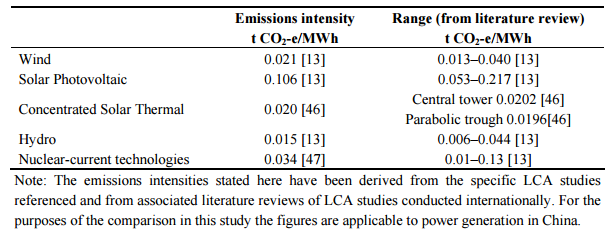 Emissions intensity Range (from literature review)
t CO₂-e/MWh t CO₂-e/MWh
Wind 0.021 [13] 0.013–0.040 [13]
Solar Photovoltaic 0.106 [13] 0.053–0.217 [13]
Concentrated Solar Thermal 0.020 [46] Central tower 0.0202 [46]
Parabolic trough 0.0196[46]
Hydro 0.015 [13] 0.006–0.044 [13]
Nuclear-current technologies 0.034 [47] 0.01–0.13 [13]
Note: The emissions intensities stated here have been derived from the specific LCA studies
referenced and from associated literature reviews of LCA studies conducted internationally. For the
purposes of the comparison in this study the figures are applicable to power generation in China.